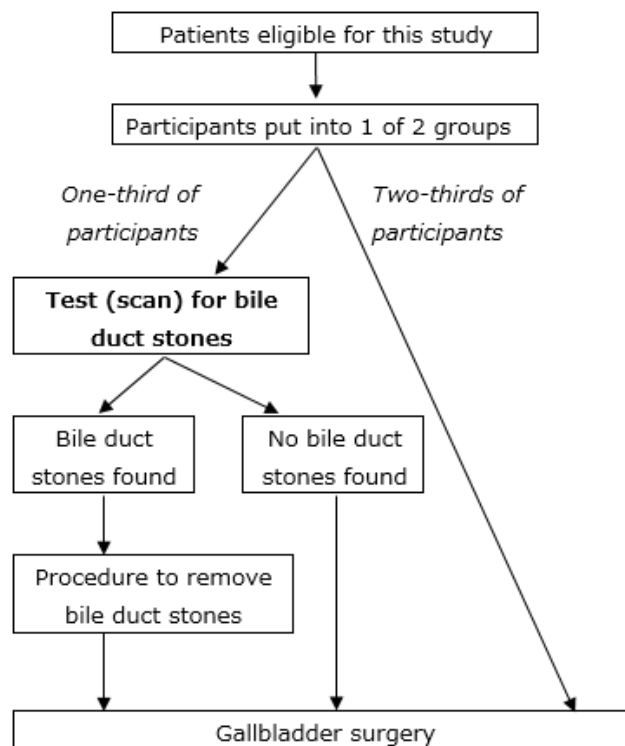 Patients eligible for this study
Participants put into 1 of 2 groups
One-third of
participants
Two-thirds of
participants
Test (scan) for bile
duct stones
Bile duct
stones found
No bile duct
stones found
Procedure to remove
bile duct stones
Gallbladder surgery